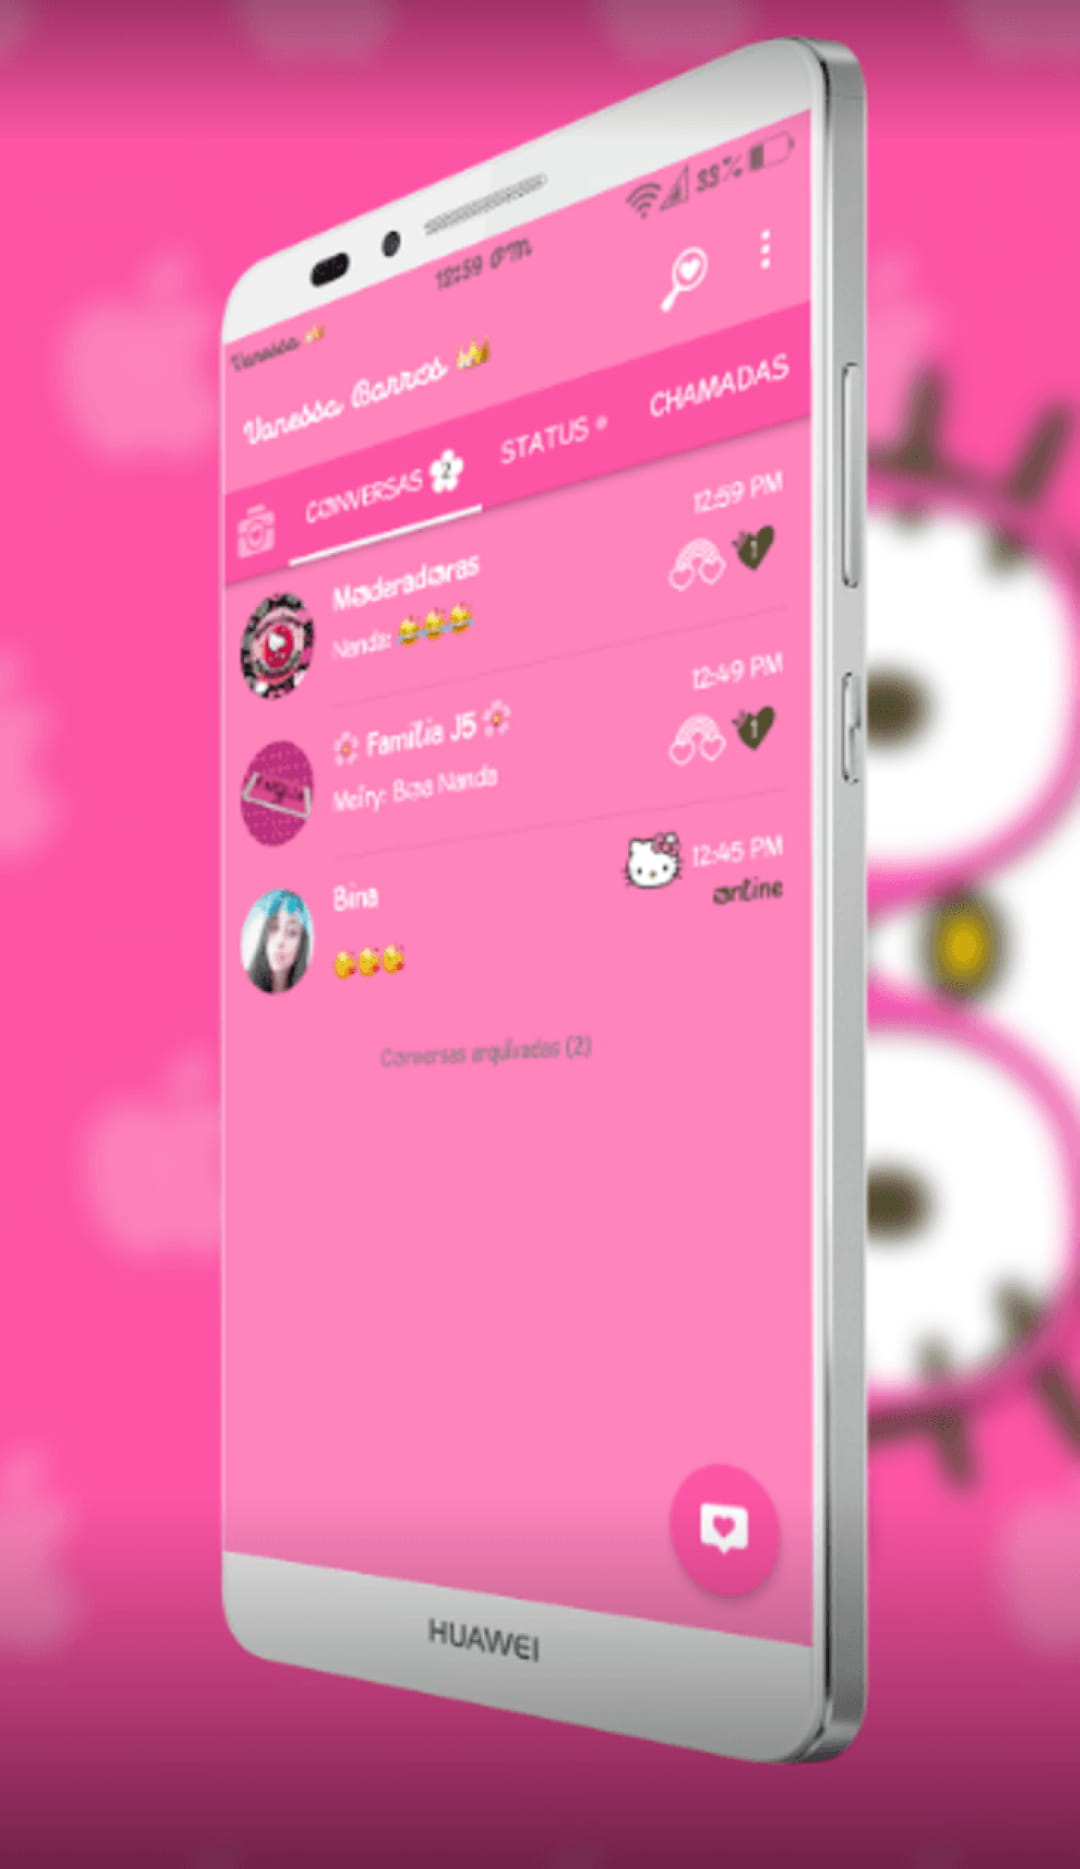 Vanessa 👑
12:59 PM
Vanessa Barros 👑
CONVERSAS 2
STATUS
CHAMADAS
Moderadoras
12:59 PM
Nanda: 😂😂😂
1
🌸 Família J5 🌸
12:49 PM
Meiry: Boa Nanda
1
Bina
12:45 PM
online
😘😘😘
Conversas arquivadas (2)
HUAWEI